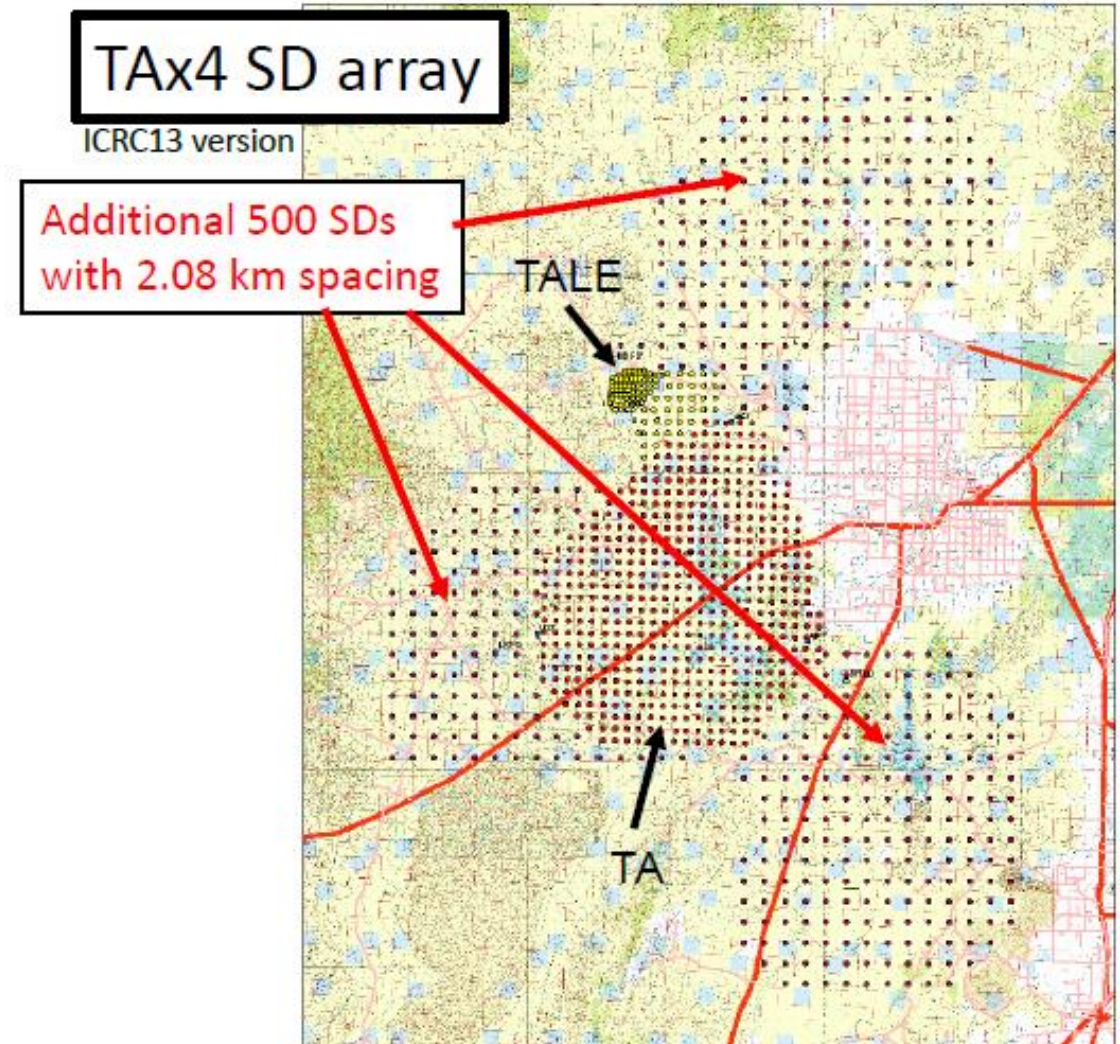 TAx4 SD array
ICRC13 version
Additional 500 SDs
with 2.08 km spacing
TALE
TA